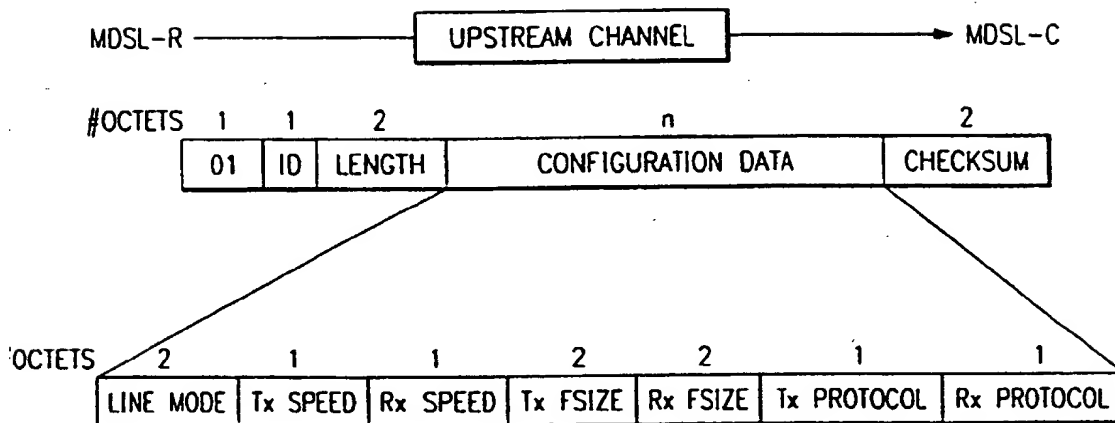 MDSL-R UPSTREAM CHANNEL MDSL-C
#OCTETS 1 1 2 n 2
01 ID LENGTH CONFIGURATION DATA CHECKSUM
OCTETS 2 1 1 2 2 1 1
LINE MODE Tx SPEED Rx SPEED Tx FSIZE Rx FSIZE Tx PROTOCOL Rx PROTOCOL